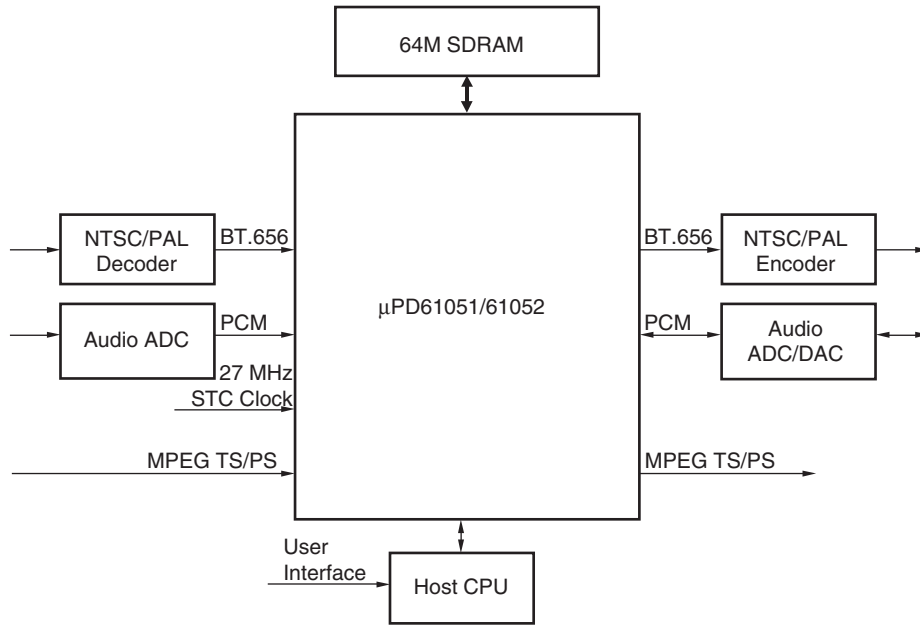 64M SDRAM
NTSC/PAL
Decoder
BT.656
μPD61051/61052
BT.656
NTSC/PAL
Encoder
Audio ADC
PCM
PCM
Audio
ADC/DAC
27 MHz
STC Clock
MPEG TS/PS
MPEG TS/PS
User
Interface
Host CPU